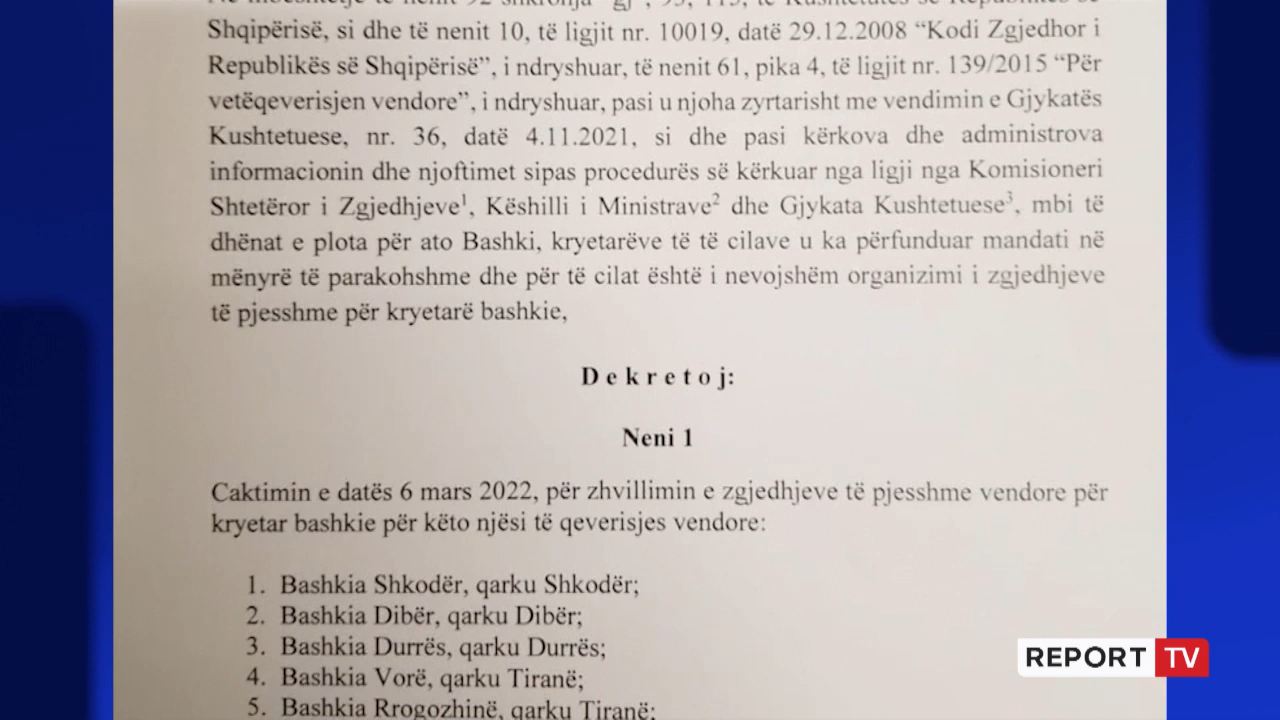 Shqipërisë, si dhe të nenit 10, të ligjit nr. 10019, datë 29.12.2008 “Kodi Zgjedhor i
Republikës së Shqipërisë”, i ndryshuar, të nenit 61, pika 4, të ligjit nr. 139/2015 “Për
vetëqeverisjen vendore”, i ndryshuar, pasi u njoha zyrtarisht me vendimin e Gjykatës
Kushtetuese, nr. 36, datë 4.11.2021, si dhe pasi kërkova dhe administrova
informacionin dhe njoftimet sipas procedurës së kërkuar nga ligji nga Komisioneri
Shtetëror i Zgjedhjeve¹, Këshilli i Ministrave² dhe Gjykata Kushtetuese³, mbi të
dhënat e plota për ato Bashki, kryetarëve të të cilave u ka përfunduar mandati në
mënyrë të parakohshme dhe për të cilat është i nevojshëm organizimi i zgjedhjeve
të pjesshme për kryetarë bashkie,
D e k r e t o j:
Neni 1
Caktimin e datës 6 mars 2022, për zhvillimin e zgjedhjeve të pjesshme vendore për
kryetar bashkie për këto njësi të qeverisjes vendore:
1. Bashkia Shkodër, qarku Shkodër;
2. Bashkia Dibër, qarku Dibër;
3. Bashkia Durrës, qarku Durrës;
4. Bashkia Vorë, qarku Tiranë;
5. Bashkia Rrogozhinë, qarku Tiranë;
REPORT TV